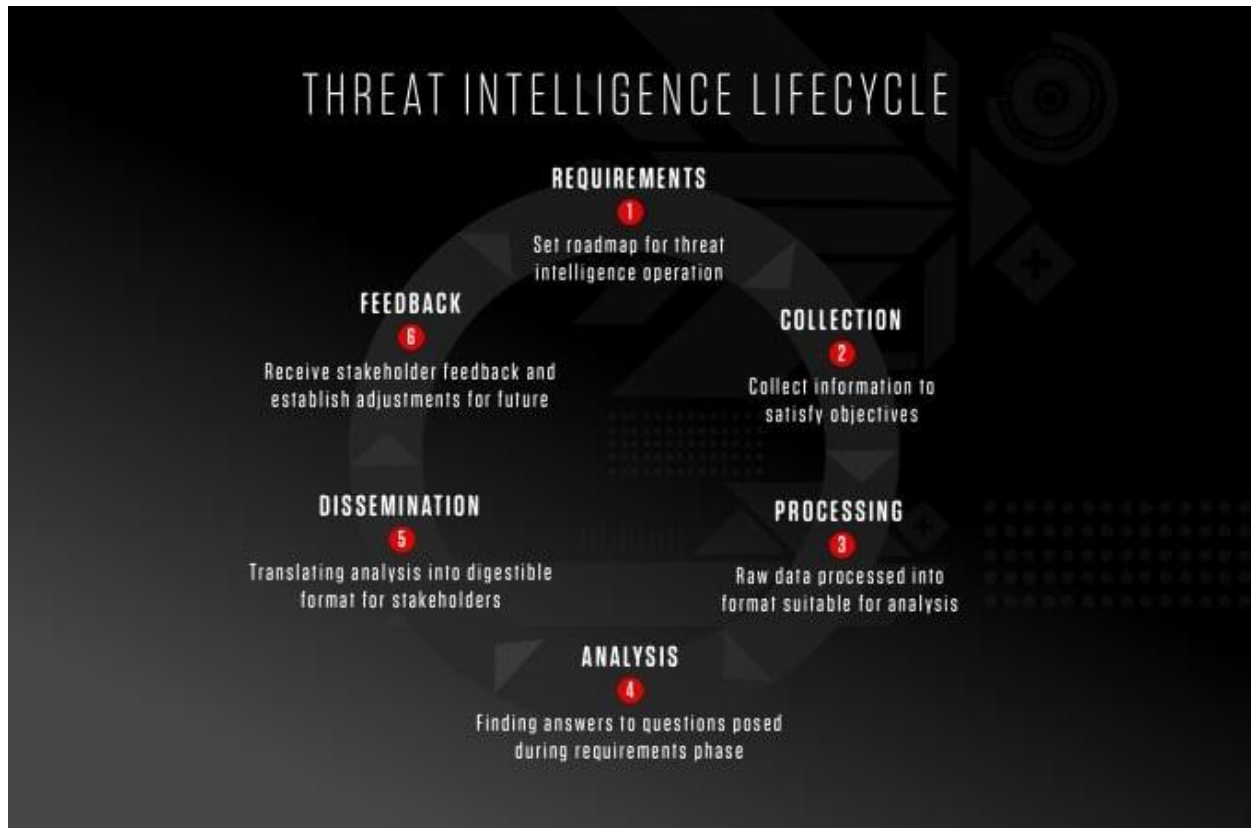 THREAT INTELLIGENCE LIFECYCLE
REQUIREMENTS
1
Set roadmap for threat
intelligence operation
COLLECTION
2
Collect information to
satisfy objectives
PROCESSING
3
Raw data processed into
format suitable for analysis
ANALYSIS
4
Finding answers to questions posed
during requirements phase
DISSEMINATION
5
Translating analysis into digestible
format for stakeholders
FEEDBACK
6
Receive stakeholder feedback and
establish adjustments for future